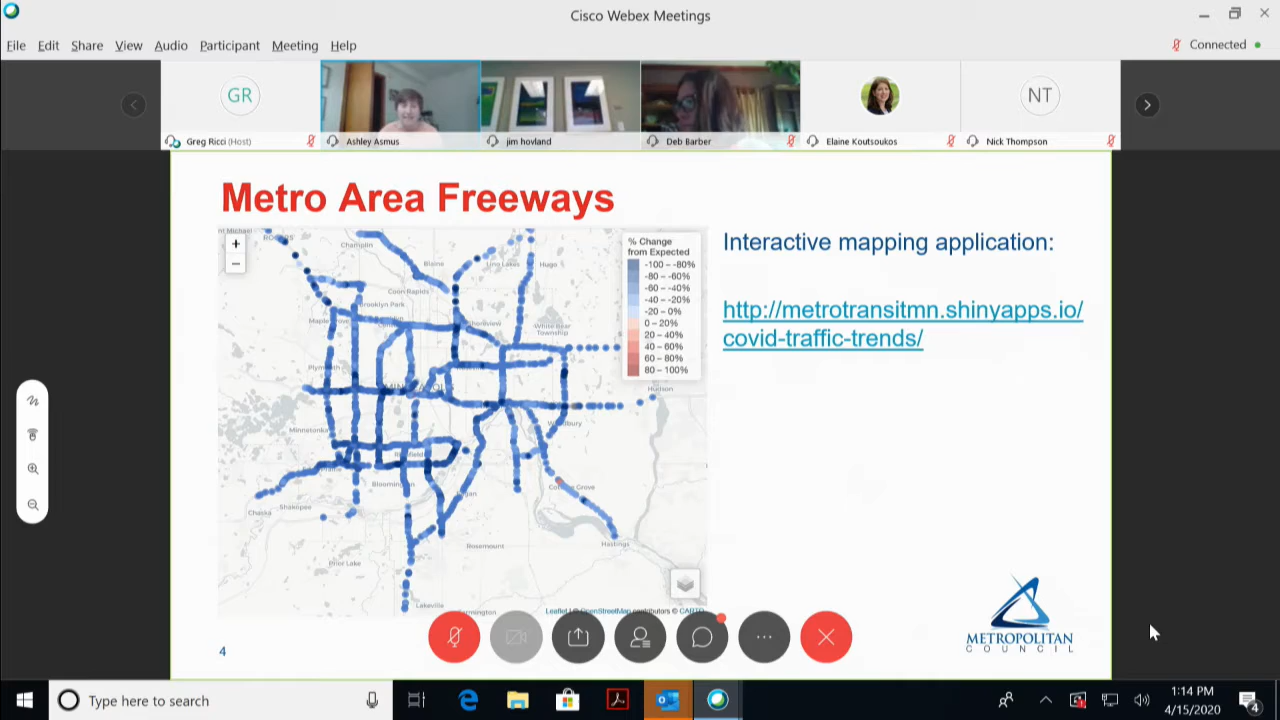 Cisco Webex Meetings
File Edit Share View Audio Participant Meeting Help
Connected
GR
NT
Greg Ricci (Host)
Ashley Asmus
jim hovland
Deb Barber
Elaine Koutsoukos
Nick Thompson
Metro Area Freeways
+
−
% Change
from Expected
-100 – -80%
-80 – -60%
-60 – -40%
-40 – -20%
-20 – 0%
0 – 20%
20 – 40%
40 – 60%
60 – 80%
80 – 100%
Champlin
Blaine
Lino Lakes
Hugo
Coon Rapids
Brooklyn Park
Shoreview
White Bear
Township
Hudson
Woodbury
Minnetonka
Bloomington
Cottage Grove
Chaska
Shakopee
Rosemount
Hastings
Prior Lake
Lakeville
Leaflet | © OpenStreetMap contributors © CARTO
Interactive mapping application:
http://metrotransitmn.shinyapps.io/
covid-traffic-trends/
METROPOLITAN
COUNCIL
4
Type here to search
1:14 PM
4/15/2020
4